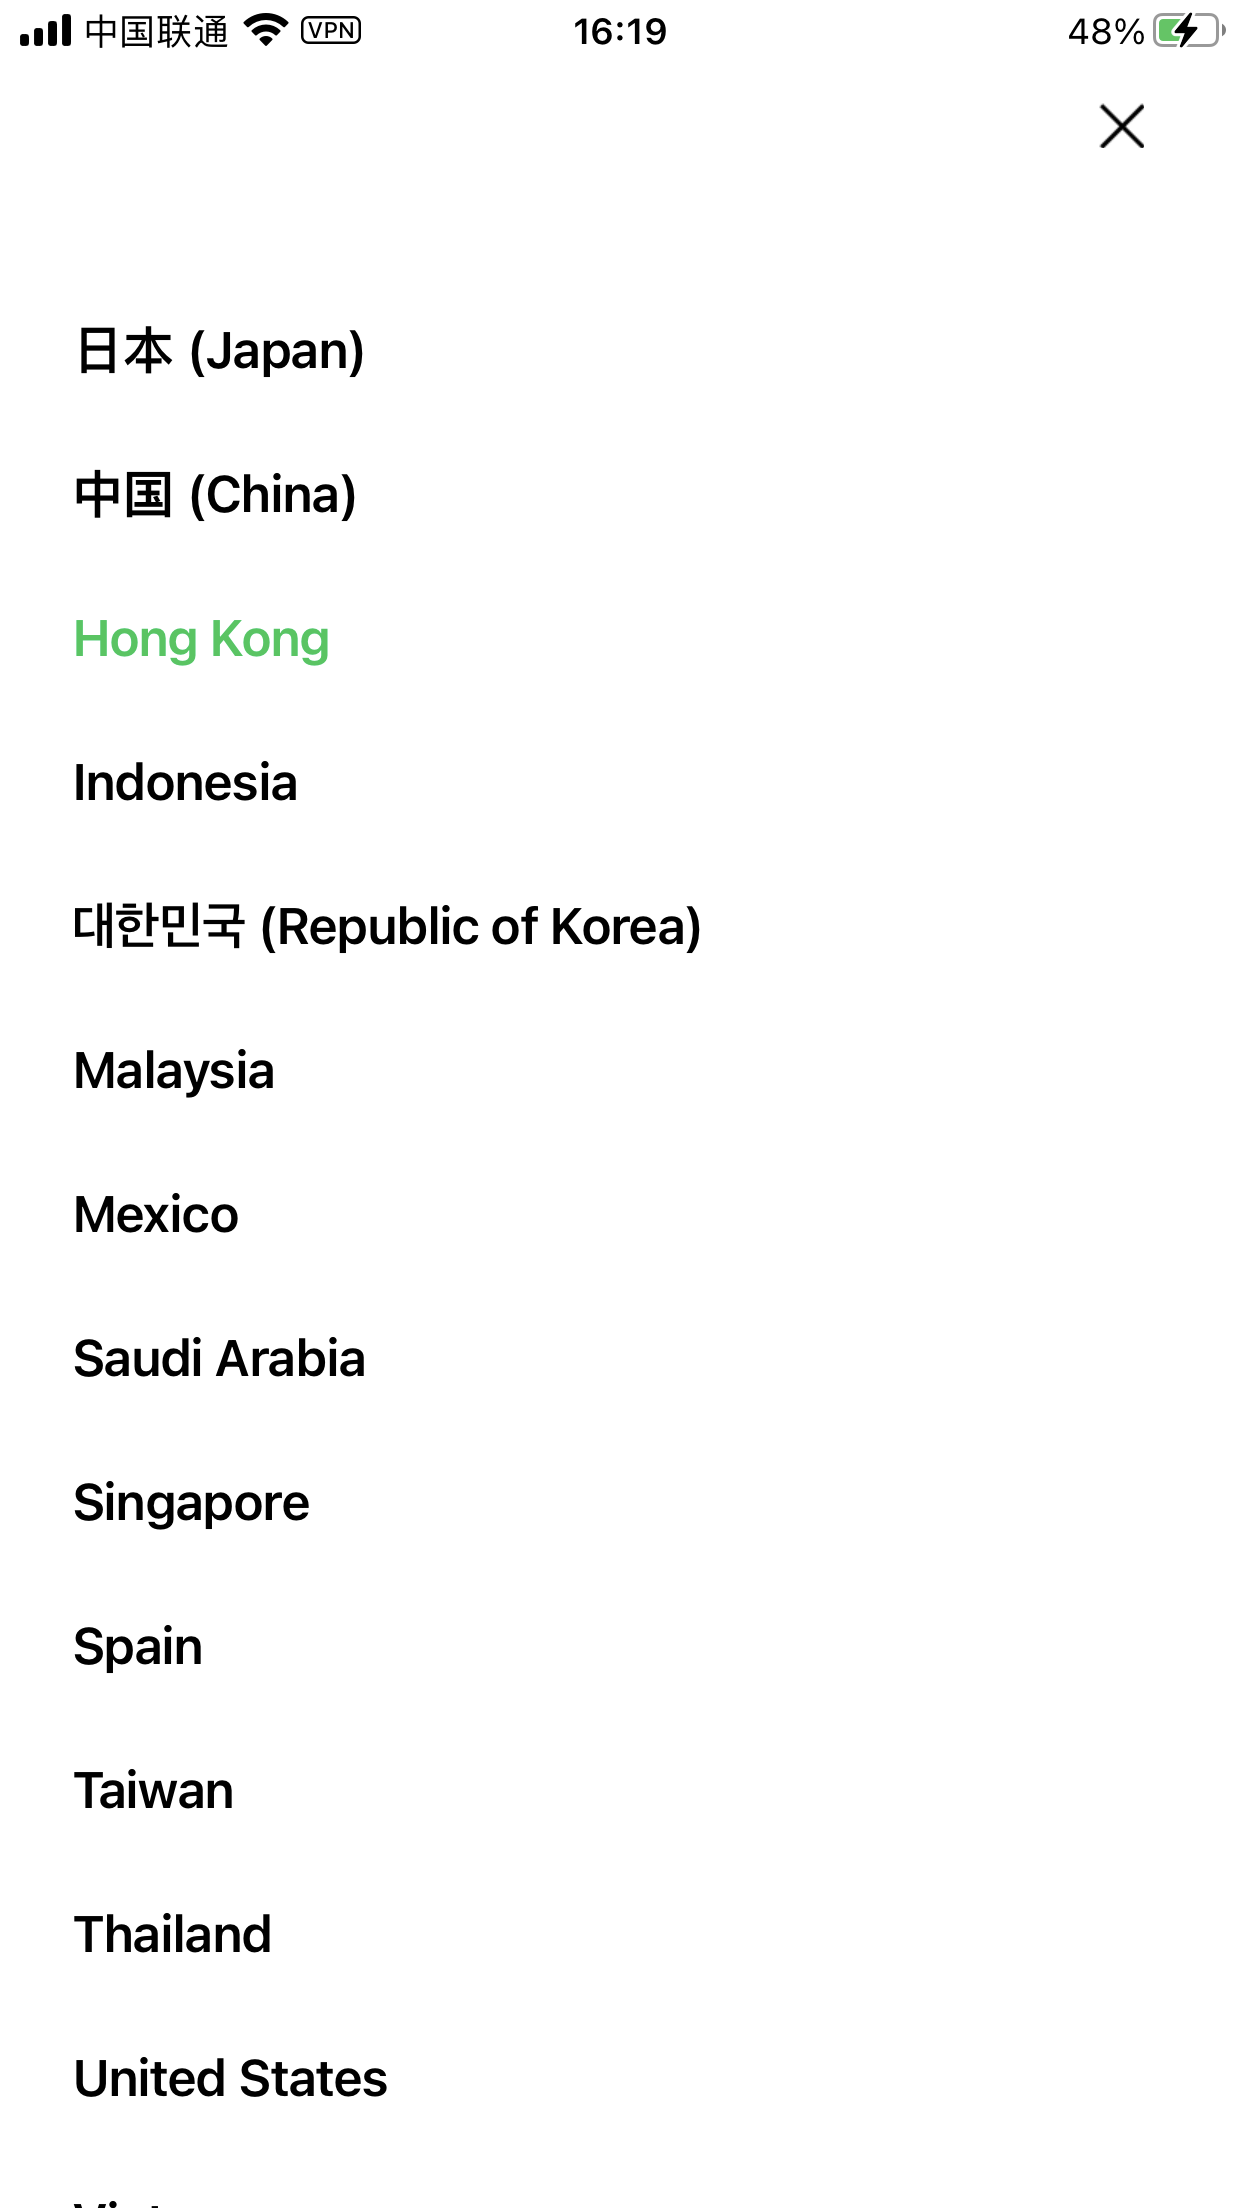 中国联通 VPN 16:19 48%
日本 (Japan)
中国 (China)
Hong Kong
Indonesia
대한민국 (Republic of Korea)
Malaysia
Mexico
Saudi Arabia
Singapore
Spain
Taiwan
Thailand
United States